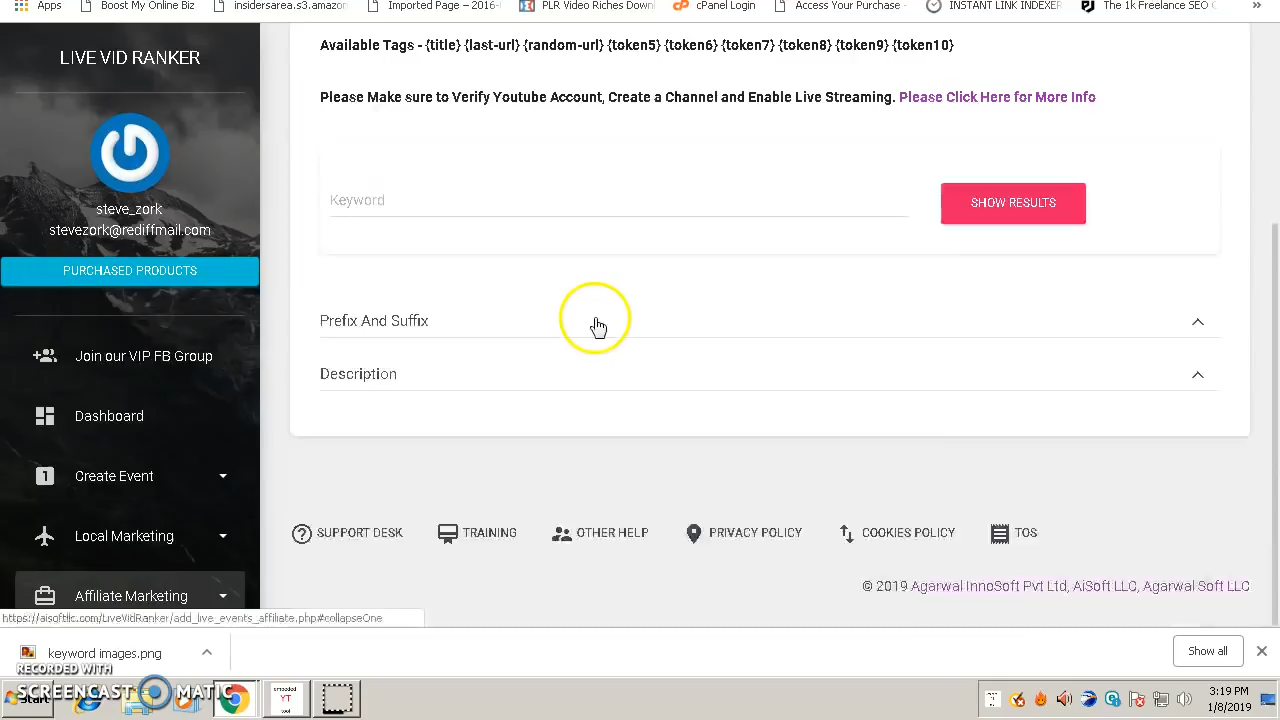 Apps
Boost My Online Biz
insidersarea.s3.amazon
Imported Page – 2016-
PLR Video Riches Down
cPanel Login
Access Your Purchase -
INSTANT LINK INDEXER
The 1k Freelance SEO
»
LIVE VID RANKER
steve_zork
stevezork@rediffmail.com
PURCHASED PRODUCTS
Join our VIP FB Group
Dashboard
Create Event
Local Marketing
Affiliate Marketing
Available Tags - {title} {last-url} {random-url} {token5} {token6} {token7} {token8} {token9} {token10}
Please Make sure to Verify Youtube Account, Create a Channel and Enable Live Streaming. Please Click Here for More Info
Keyword
SHOW RESULTS
Prefix And Suffix
Description
SUPPORT DESK
TRAINING
OTHER HELP
PRIVACY POLICY
COOKIES POLICY
TOS
© 2019 Agarwal InnoSoft Pvt Ltd, AiSoft LLC, Agarwal Soft LLC
https://aisoftllc.com/LiveVidRanker/add_live_events_affiliate.php#collapseOne
keyword images.png
Show all
RECORDED WITH
SCREENCAST MATIC
Start
embeded
YT
tool
3:19 PM
1/8/2019